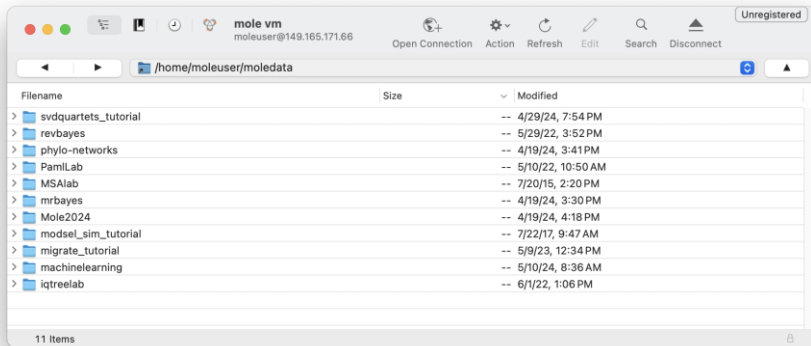 Unregistered
mole vm
moleuser@149.165.171.66
Open Connection Action Refresh Edit Search Disconnect
/home/moleuser/moledata
Filename Size Modified
svdquartets_tutorial -- 4/29/24, 7:54 PM
revbayes -- 5/29/22, 3:52 PM
phylo-networks -- 4/19/24, 3:41 PM
PamlLab -- 5/10/22, 10:50 AM
MSAlab -- 7/20/15, 2:20 PM
mrbayes -- 4/19/24, 3:30 PM
Mole2024 -- 4/19/24, 4:18 PM
modsel_sim_tutorial -- 7/22/17, 9:47 AM
migrate_tutorial -- 5/9/23, 12:34 PM
machinelearning -- 5/10/24, 8:36 AM
iqtreelab -- 6/1/22, 1:06 PM
11 Items